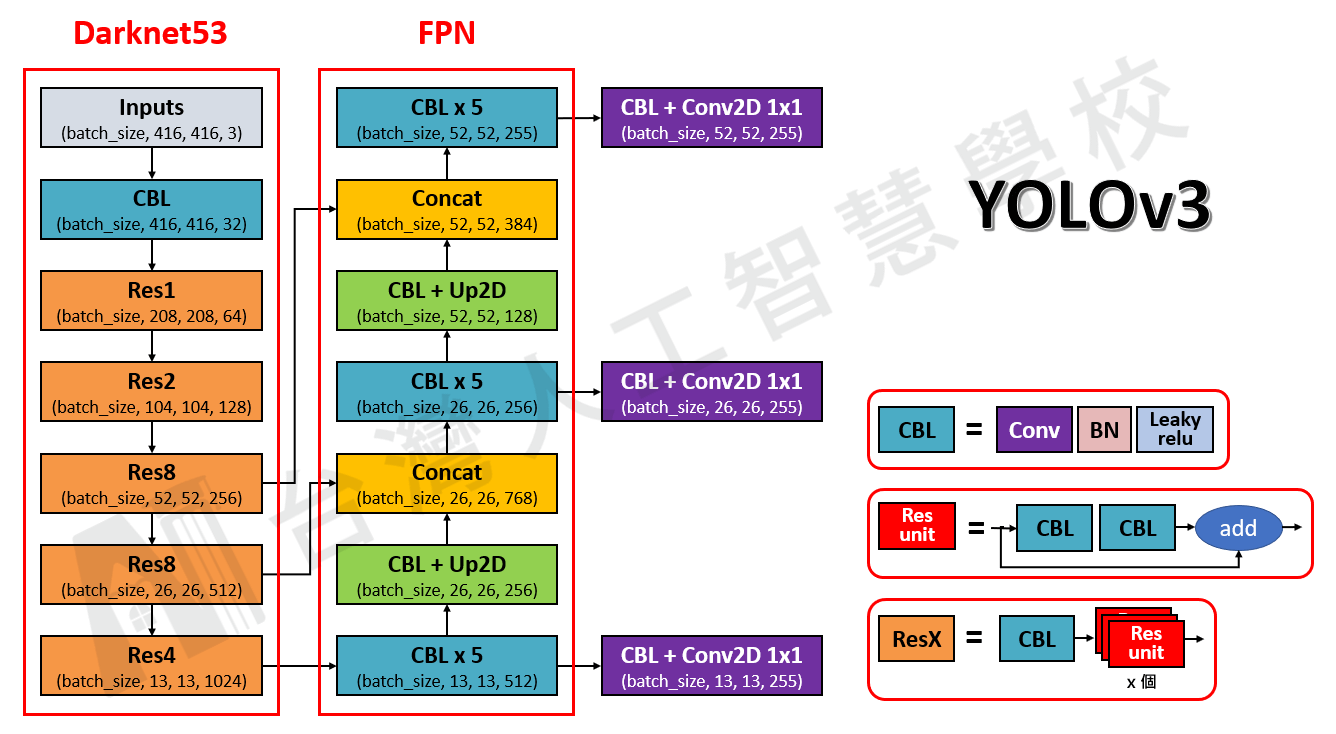 Darknet53
Inputs
(batch_size, 416, 416, 3)
CBL
(batch_size, 416, 416, 32)
Res1
(batch_size, 208, 208, 64)
Res2
(batch_size, 104, 104, 128)
Res8
(batch_size, 52, 52, 256)
Res8
(batch_size, 26, 26, 512)
Res4
(batch_size, 13, 13, 1024)
FPN
CBL x 5
(batch_size, 52, 52, 255)
Concat
(batch_size, 52, 52, 384)
CBL + Up2D
(batch_size, 52, 52, 128)
CBL x 5
(batch_size, 26, 26, 256)
Concat
(batch_size, 26, 26, 768)
CBL + Up2D
(batch_size, 26, 26, 256)
CBL x 5
(batch_size, 13, 13, 512)
CBL + Conv2D 1x1
(batch_size, 52, 52, 255)
CBL + Conv2D 1x1
(batch_size, 26, 26, 255)
CBL + Conv2D 1x1
(batch_size, 13, 13, 255)
YOLOv3
CBL = Conv BN Leaky relu
Res unit = CBL CBL add
ResX = CBL Res unit
x 個
台灣人工智慧學校